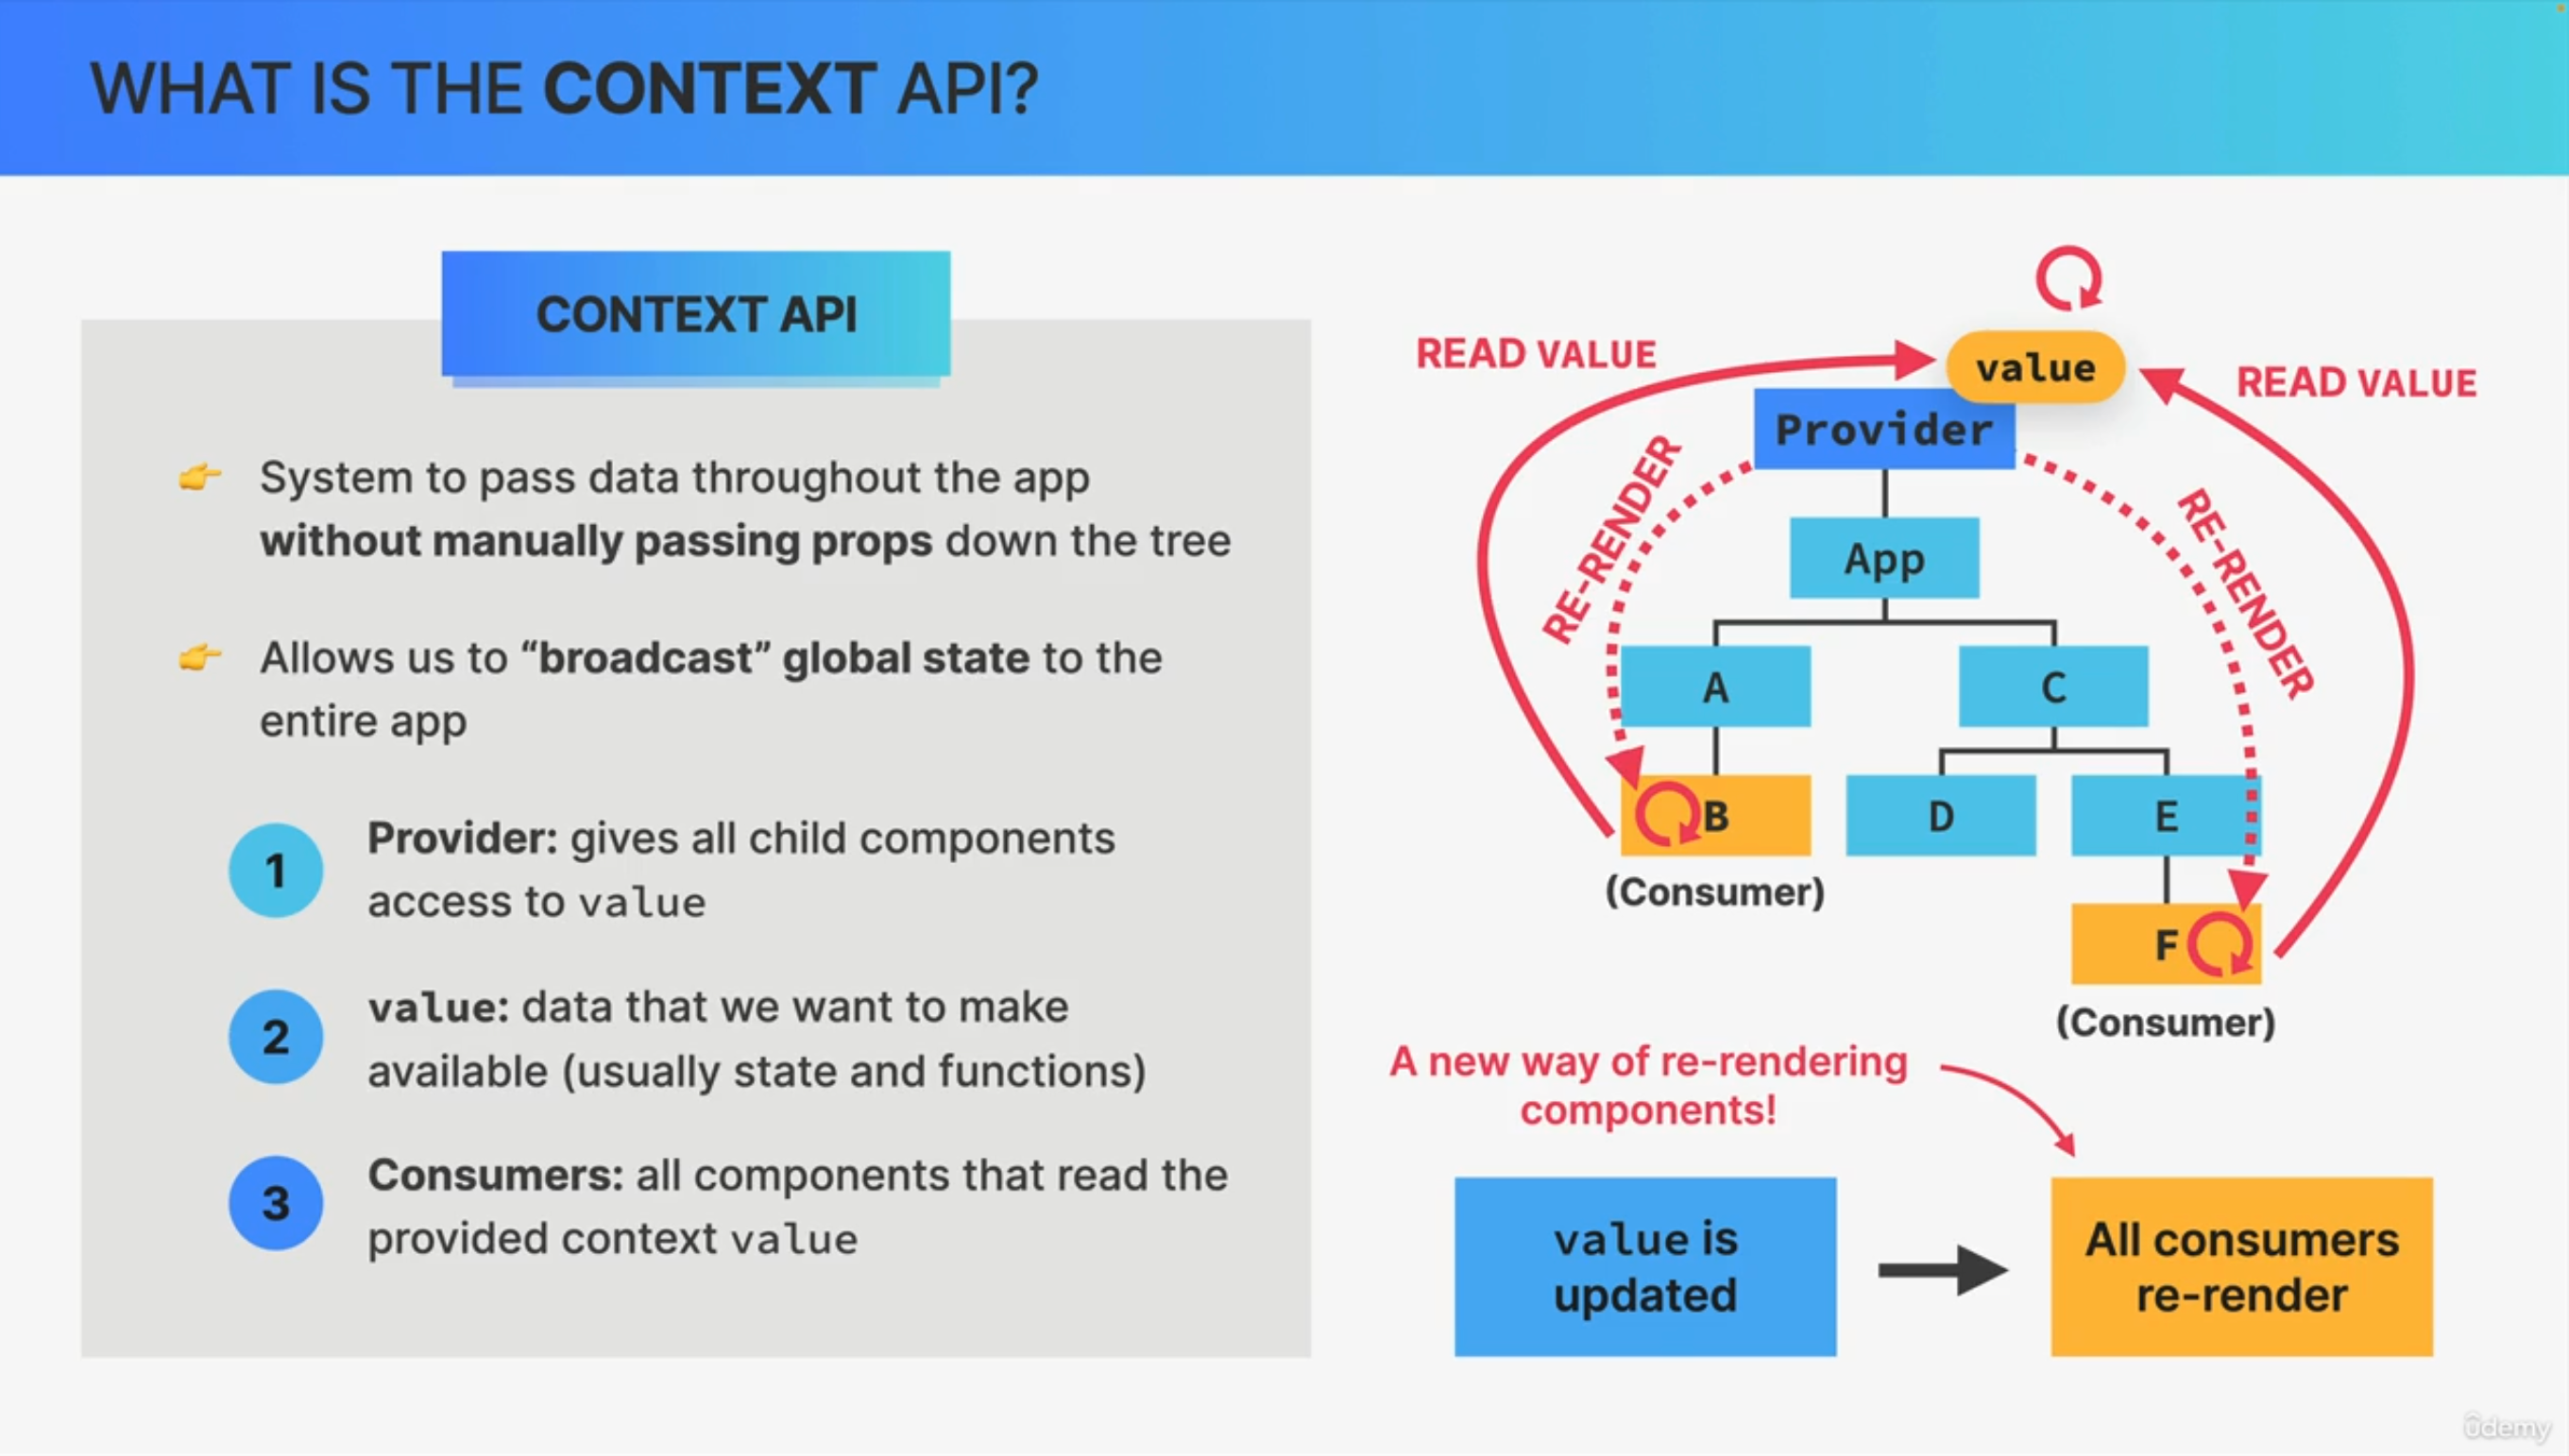 WHAT IS THE CONTEXT API?
CONTEXT API
System to pass data throughout the app
without manually passing props down the tree
Allows us to “broadcast” global state to the
entire app
1
Provider: gives all child components
access to value
2
value: data that we want to make
available (usually state and functions)
3
Consumers: all components that read the
provided context value
READ VALUE
value
READ VALUE
Provider
RE-RENDER
RE-RENDER
App
A
C
B
D
E
(Consumer)
F
(Consumer)
A new way of re-rendering
components!
value is
updated
All consumers
re-render
ûdemy